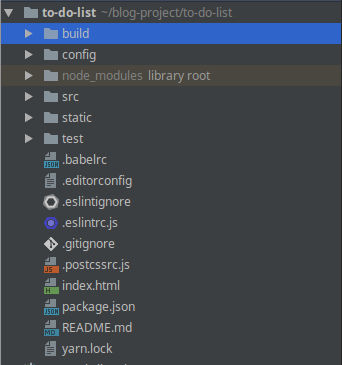 to-do-list ~/blog-project/to-do-list
build
config
node_modules library root
src
static
test
.babelrc
.editorconfig
.eslintignore
.eslintrc.js
.gitignore
.postcssrc.js
index.html
package.json
README.md
yarn.lock